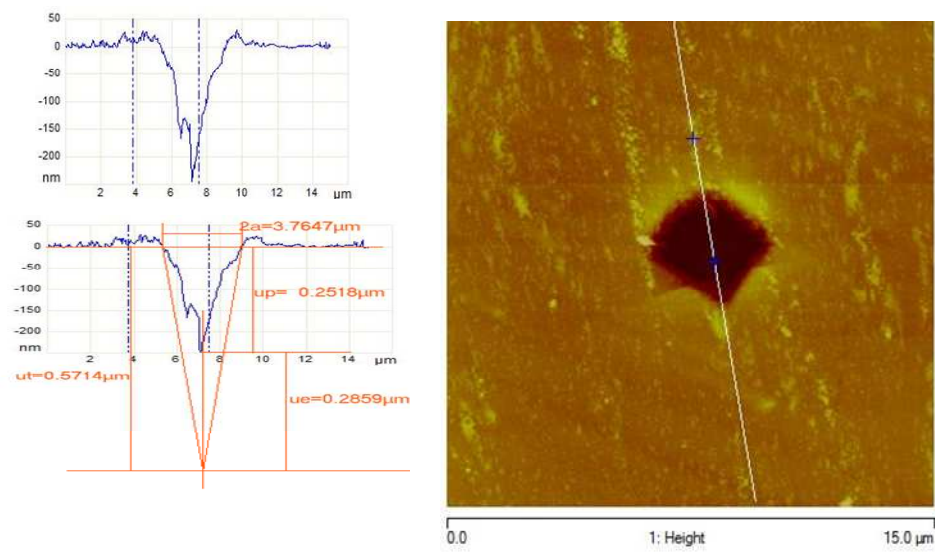 50
0
-50
-100
-150
-200
nm
2 4 6 8 10 12 14 µm
50
0
-50
-100
-150
-200
nm
2 4 6 8 10 12 14 µm
2a=3.7647µm
up= 0.2518µm
ut=0.5714µm
ue=0.2859µm
0.0 1: Height 15.0 µm